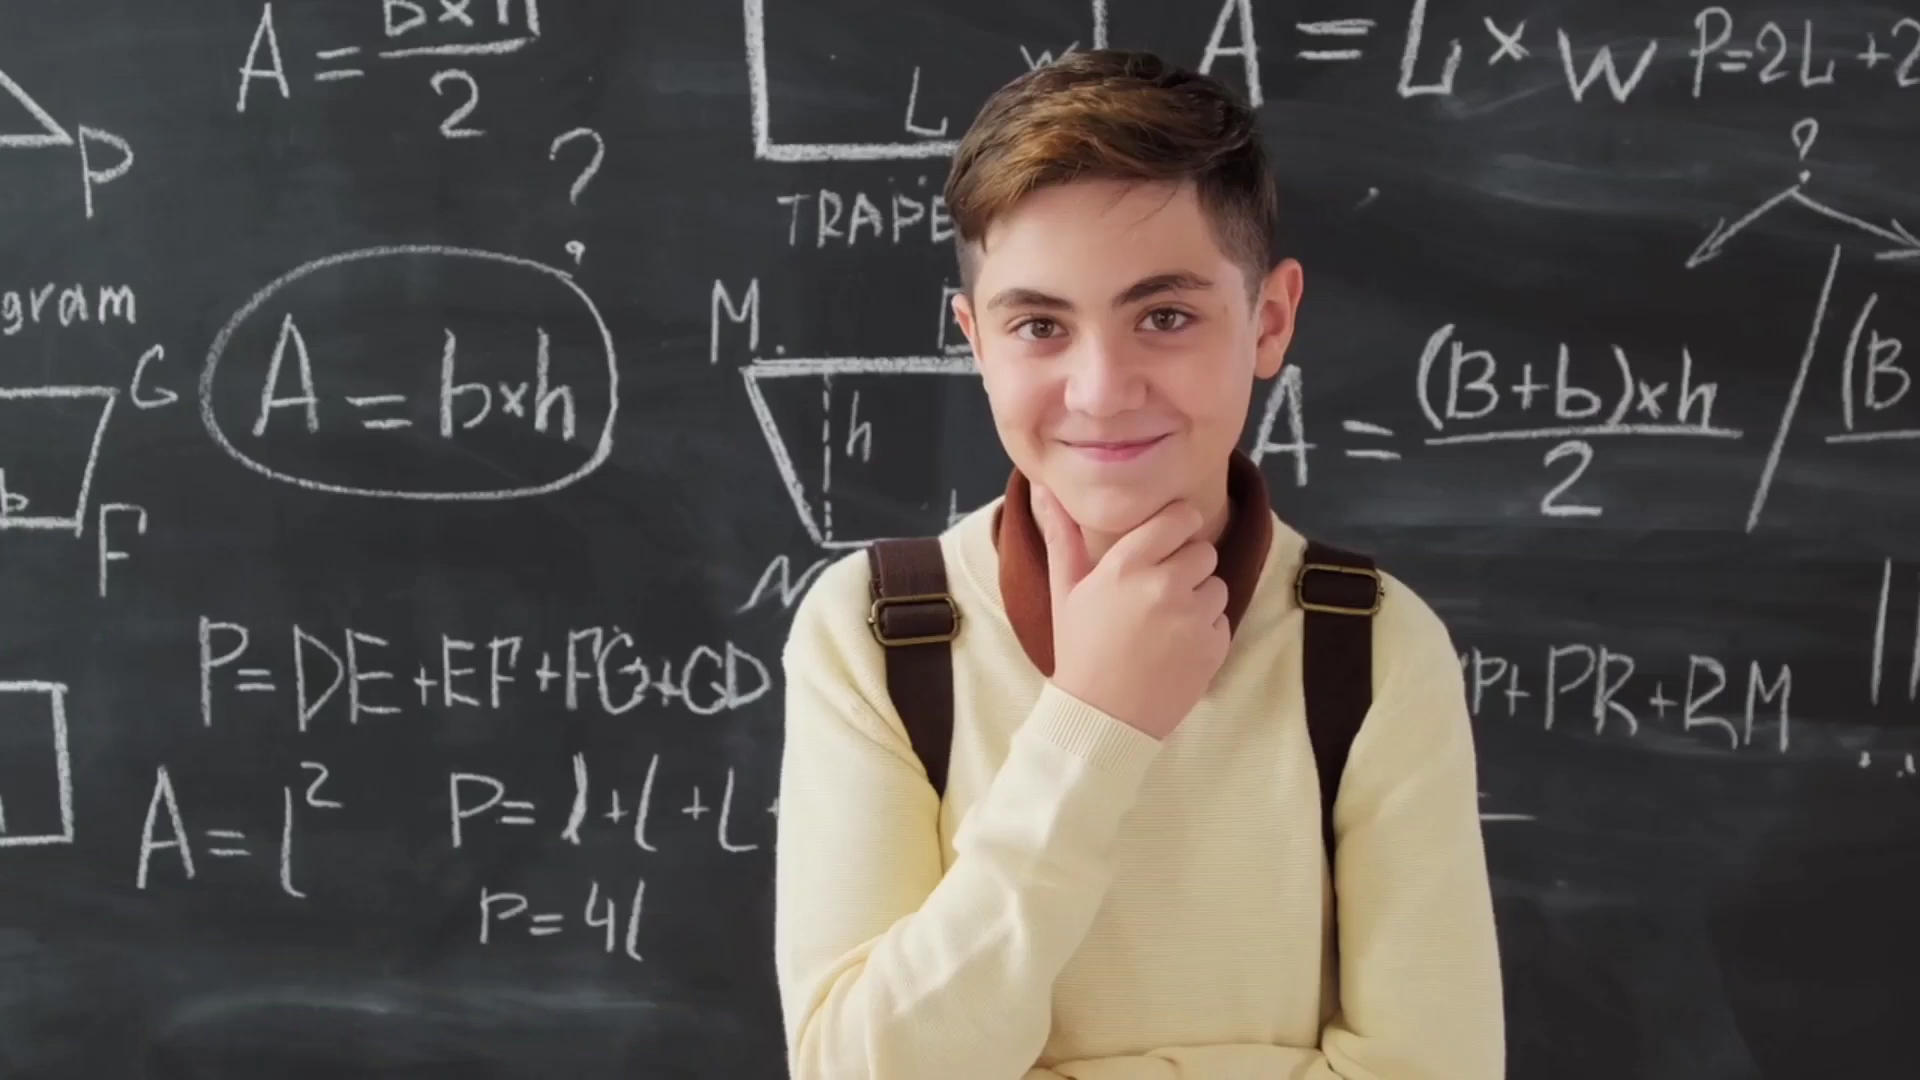 A = b×h / 2
L
w
A = L × W
P=2L+2
P
?
?
TRAPE
gram
M
G
A = b×h
h
A = (B+b)×h / 2
(B
b
F
N
P=DE+EF+FG+GD
P+PR+RM
A=l²
P=l+l+l+
P=4l